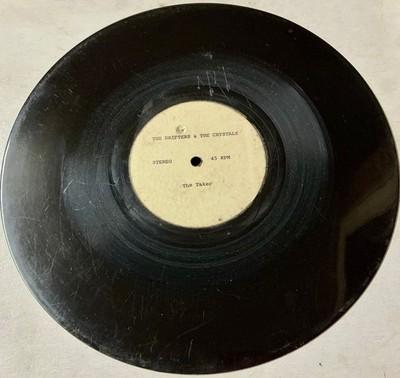 THE DRIFTERS & THE CRYSTALS
STEREO 45 RPM
The Taker